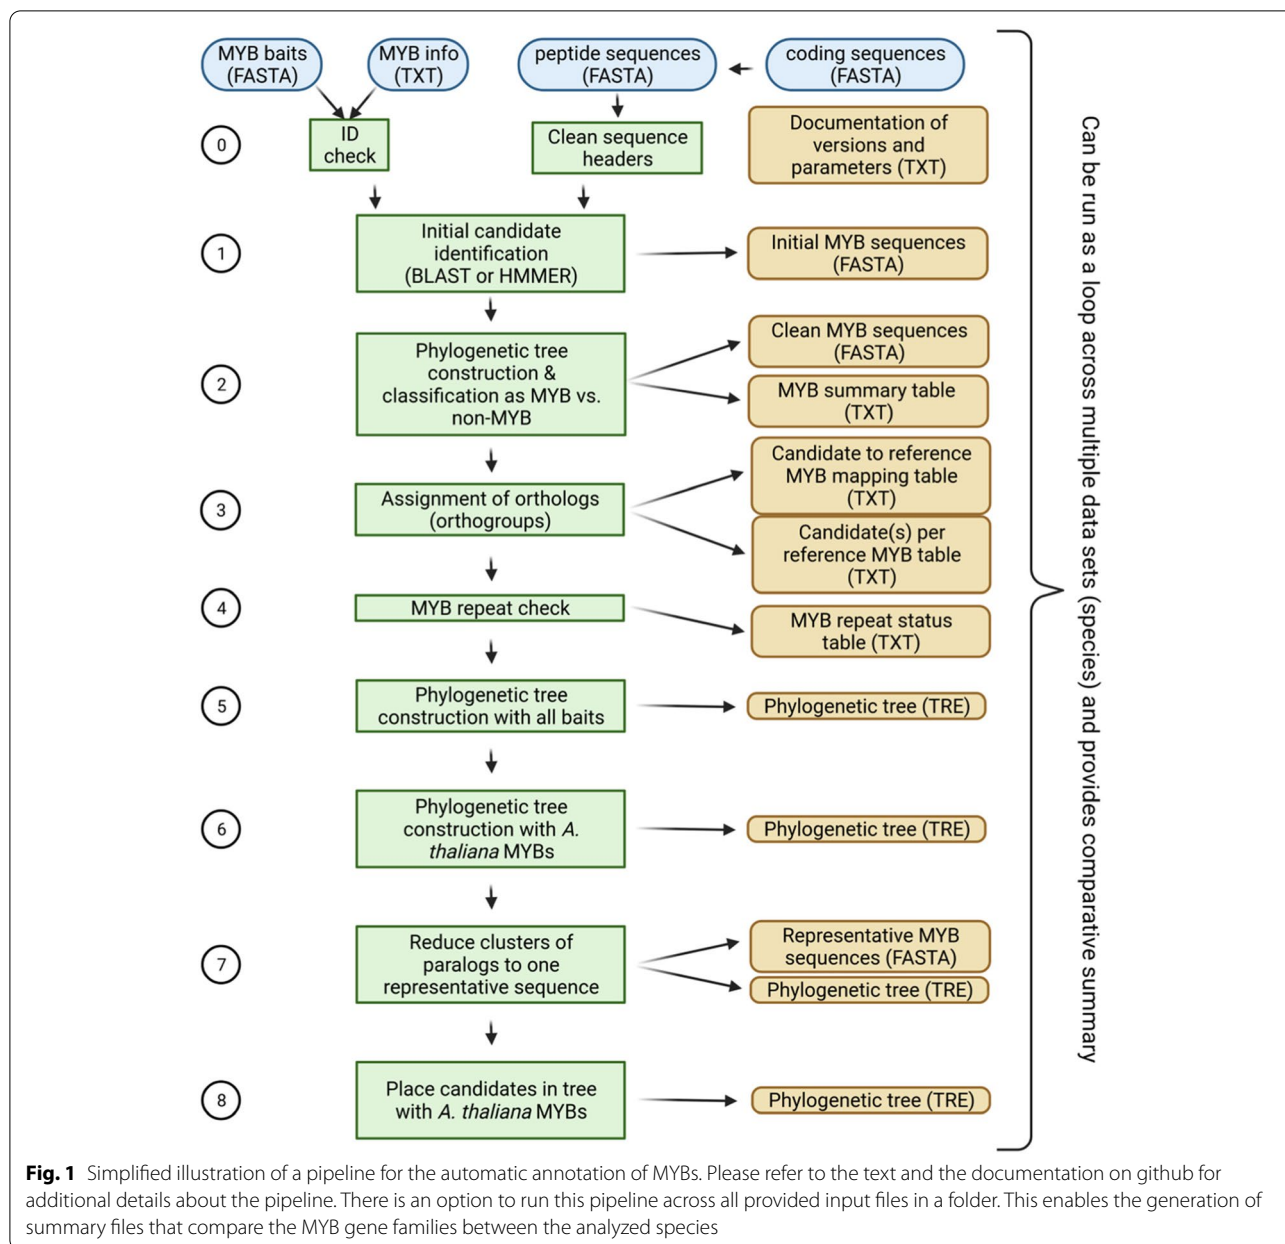 MYB baits
(FASTA)
MYB info
(TXT)
peptide sequences
(FASTA)
coding sequences
(FASTA)
0
ID
check
Clean sequence
headers
Documentation of
versions and
parameters (TXT)
1
Initial candidate
identification
(BLAST or HMMER)
Initial MYB sequences
(FASTA)
2
Phylogenetic tree
construction &
classification as MYB vs.
non-MYB
Clean MYB sequences
(FASTA)
MYB summary table
(TXT)
3
Assignment of orthologs
(orthogroups)
Candidate to reference
MYB mapping table
(TXT)
Candidate(s) per
reference MYB table
(TXT)
4
MYB repeat check
MYB repeat status
table (TXT)
5
Phylogenetic tree
construction with all baits
Phylogenetic tree (TRE)
6
Phylogenetic tree
construction with A.
thaliana MYBs
Phylogenetic tree (TRE)
7
Reduce clusters of
paralogs to one
representative sequence
Representative MYB
sequences (FASTA)
Phylogenetic tree (TRE)
8
Place candidates in tree
with A. thaliana MYBs
Phylogenetic tree (TRE)
Can be run as a loop across multiple data sets (species) and provides comparative summary
Fig. 1 Simplified illustration of a pipeline for the automatic annotation of MYBs. Please refer to the text and the documentation on github for
additional details about the pipeline. There is an option to run this pipeline across all provided input files in a folder. This enables the generation of
summary files that compare the MYB gene families between the analyzed species